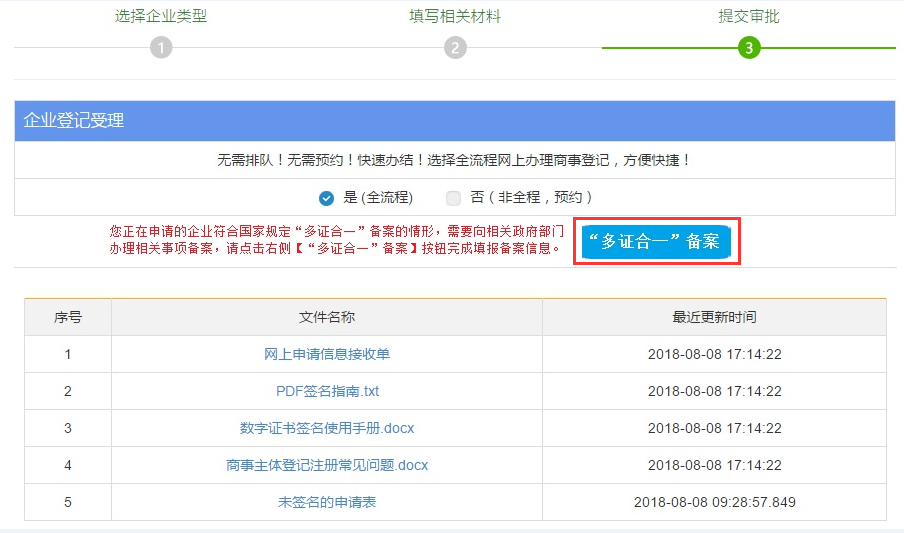 选择企业类型 填写相关材料 提交审批
1 2 3
企业登记受理
无需排队！无需预约！快速办结！选择全流程网上办理商事登记，方便快捷！
是 (全流程) 否（非全程，预约）
您正在申请的企业符合国家规定“多证合一”备案的情形，需要向相关政府部门
办理相关事项备案，请点击右侧【“多证合一”备案】按钮完成填报备案信息。
“多证合一”备案
序号 文件名称 最近更新时间
1 网上申请信息接收单 2018-08-08 17:14:22
2 PDF签名指南.txt 2018-08-08 17:14:22
3 数字证书签名使用手册.docx 2018-08-08 17:14:22
4 商事主体登记注册常见问题.docx 2018-08-08 17:14:22
5 未签名的申请表 2018-08-08 09:28:57.849